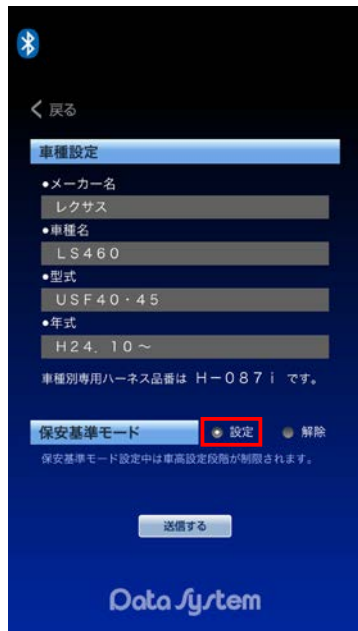 戻る
車種設定
●メーカー名
レクサス
●車種名
LS460
●型式
USF40・45
●年式
H24．10～
車種別専用ハーネス品番は H－087i です。
保安基準モード 設定 解除
保安基準モード設定中は車高設定段階が制限されます。
送信する
Data System